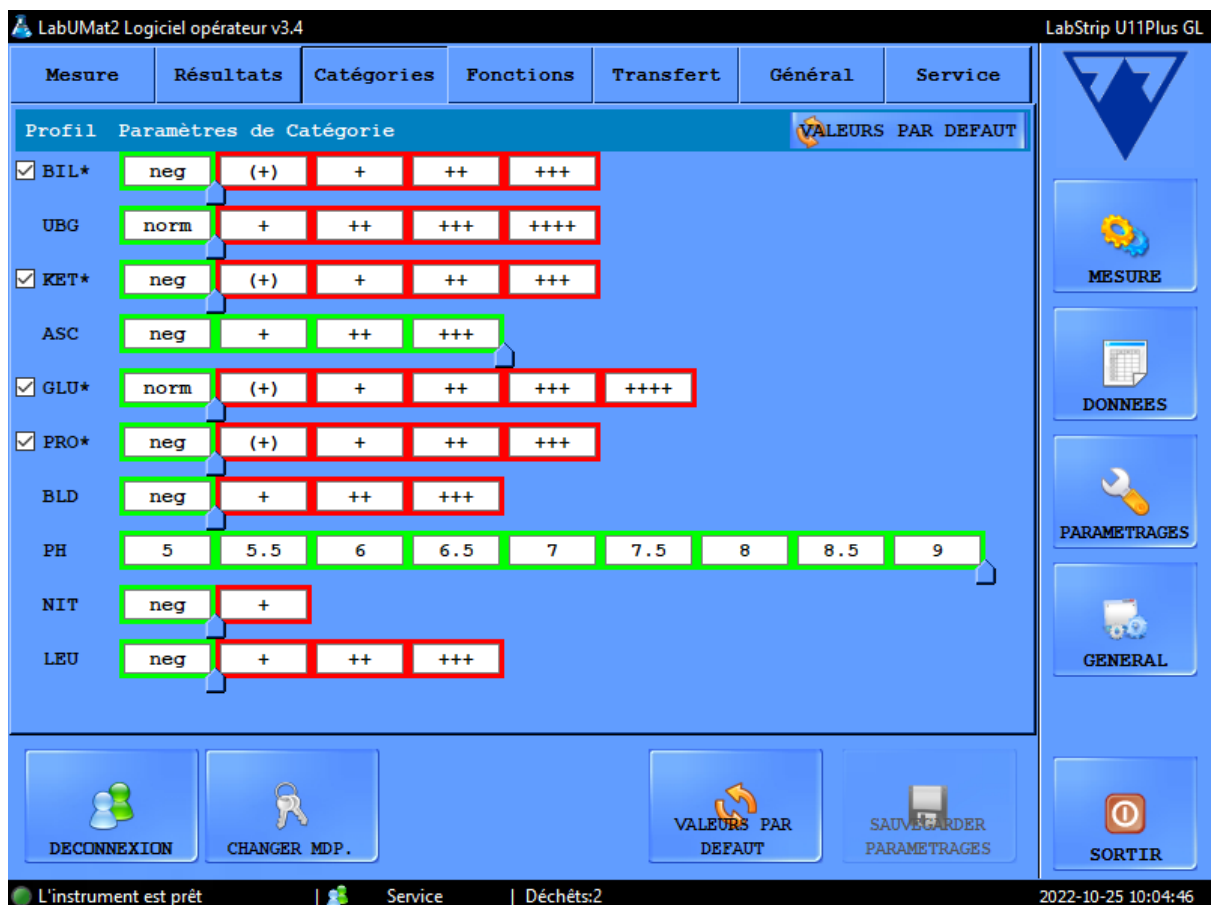 LabUMat2 Logiciel opérateur v3.4 LabStrip U11Plus GL
Mesure Résultats Catégories Fonctions Transfert Général Service
Profil Paramètres de Catégorie VALEURS PAR DEFAUT
BIL* neg (+) + ++ +++
UBG norm + ++ +++ ++++
KET* neg (+) + ++ +++
ASC neg + ++ +++
GLU* norm (+) + ++ +++ ++++
PRO* neg (+) + ++ +++
BLD neg + ++ +++
PH 5 5.5 6 6.5 7 7.5 8 8.5 9
NIT neg +
LEU neg + ++ +++
MESURE
DONNEES
PARAMETRAGES
GENERAL
DECONNEXION
CHANGER MDP.
VALEURS PAR
DEFAUT
SAUVEGARDER
PARAMETRAGES
SORTIR
L'instrument est prêt | Service | Déchêts:2 2022-10-25 10:04:46